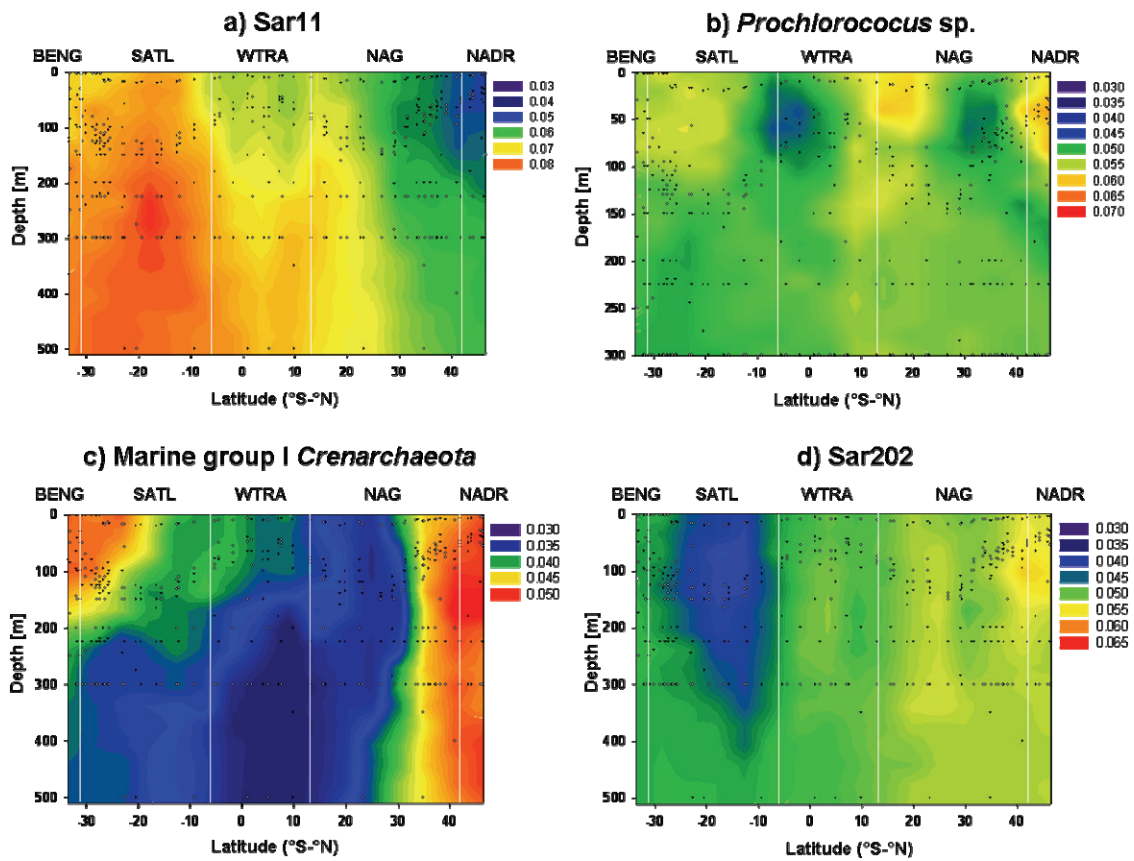 a) Sar11
BENG SATL WTRA NAG NADR
0
100
200
300
400
500
Depth [m]
-30 -20 -10 0 10 20 30 40
Latitude (°S-°N)
0.03
0.04
0.05
0.06
0.07
0.08
b) Prochlorococus sp.
BENG SATL WTRA NAG NADR
0
50
100
150
200
250
300
Depth [m]
-30 -20 -10 0 10 20 30 40
Latitude (°S-°N)
0.030
0.035
0.040
0.045
0.050
0.055
0.060
0.065
0.070
c) Marine group I Crenarchaeota
BENG SATL WTRA NAG NADR
0
100
200
300
400
500
Depth [m]
-30 -20 -10 0 10 20 30 40
Latitude (°S-°N)
0.030
0.035
0.040
0.045
0.050
d) Sar202
BENG SATL WTRA NAG NADR
0
100
200
300
400
500
Depth [m]
-30 -20 -10 0 10 20 30 40
Latitude (°S-°N)
0.030
0.035
0.040
0.045
0.050
0.055
0.060
0.065